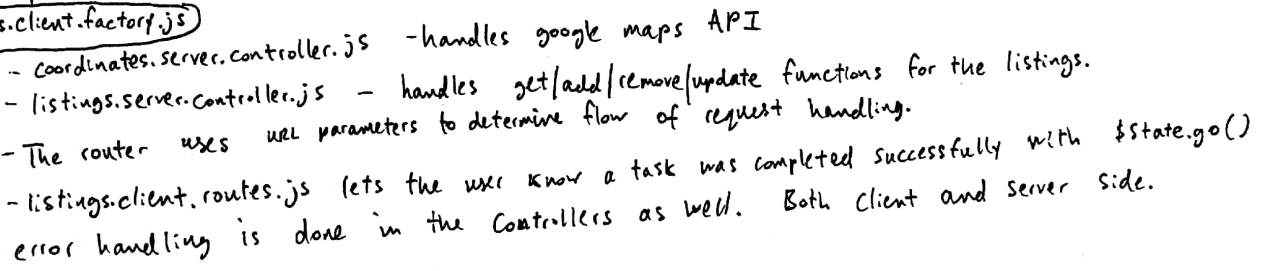 s.client.factory.js
- coordinates.server.controller.js - handles google maps API
- listings.server.controller.js - handles get/add/remove/update functions for the listings.
- The router uses URL parameters to determine flow of request handling.
- listings.client.routes.js lets the user know a task was completed successfully with $state.go()
error handling is done in the controllers as well. Both client and server side.